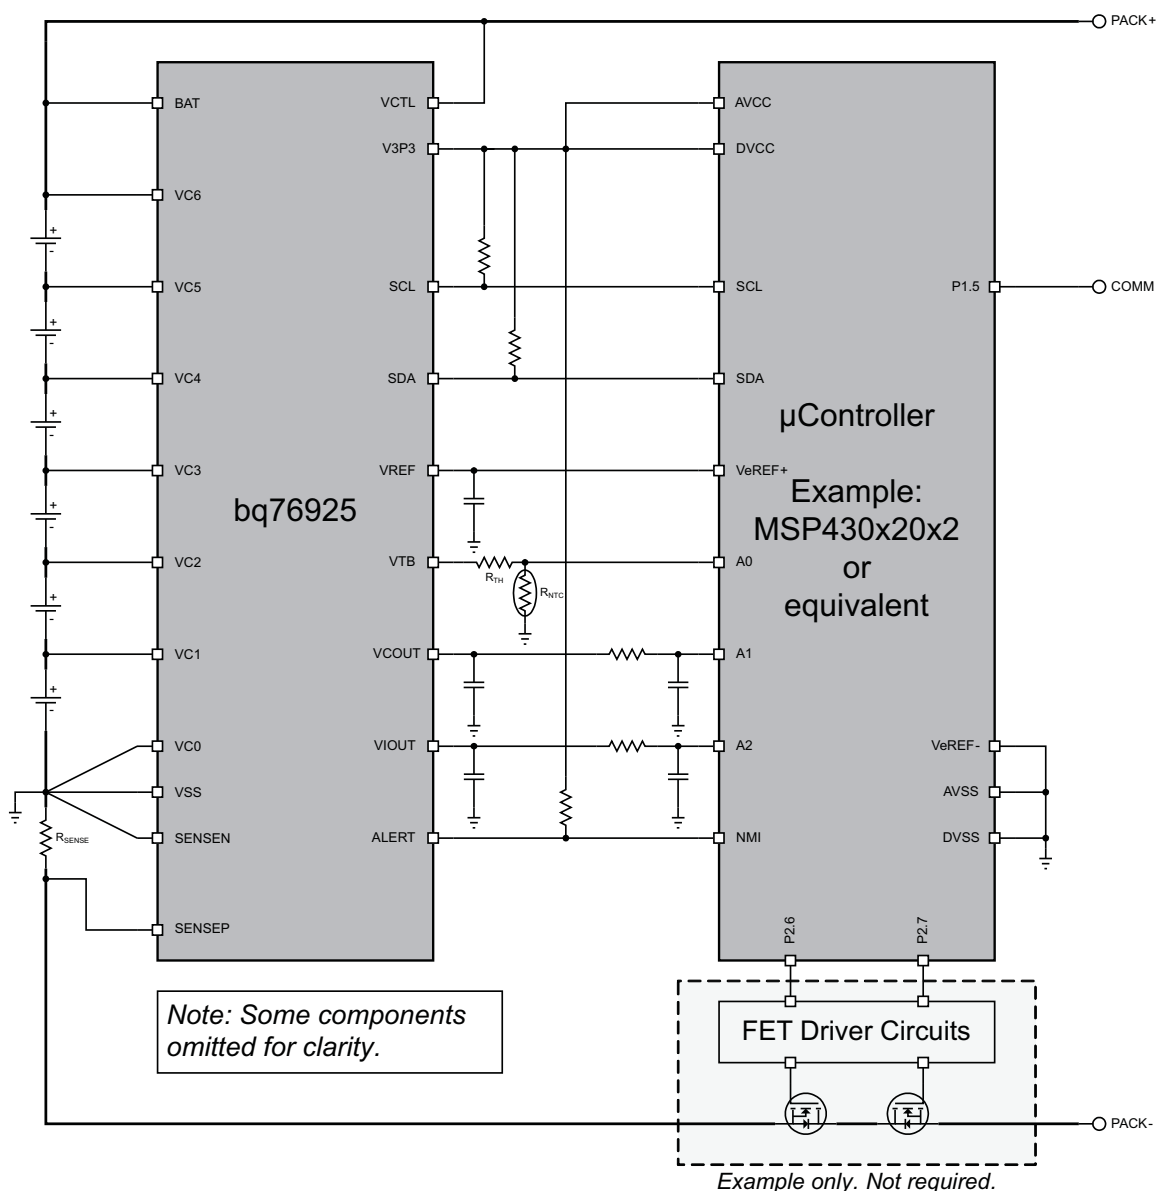 PACK+
BAT
VCTL
AVCC
V3P3
DVCC
VC6
+
-
VC5
SCL
SCL
P1.5
COMM
+
-
VC4
SDA
SDA
+
-
µController
VC3
VREF
VeREF+
+
-
bq76925
Example:
MSP430x20x2
or
equivalent
VC2
VTB
RTH
RNTC
A0
+
-
VC1
VCOUT
A1
+
-
VC0
VIOUT
A2
VeREF-
VSS
AVSS
RSENSE
SENSEN
ALERT
NMI
DVSS
SENSEP
P2.6
P2.7
Note: Some components
omitted for clarity.
FET Driver Circuits
PACK-
Example only. Not required.